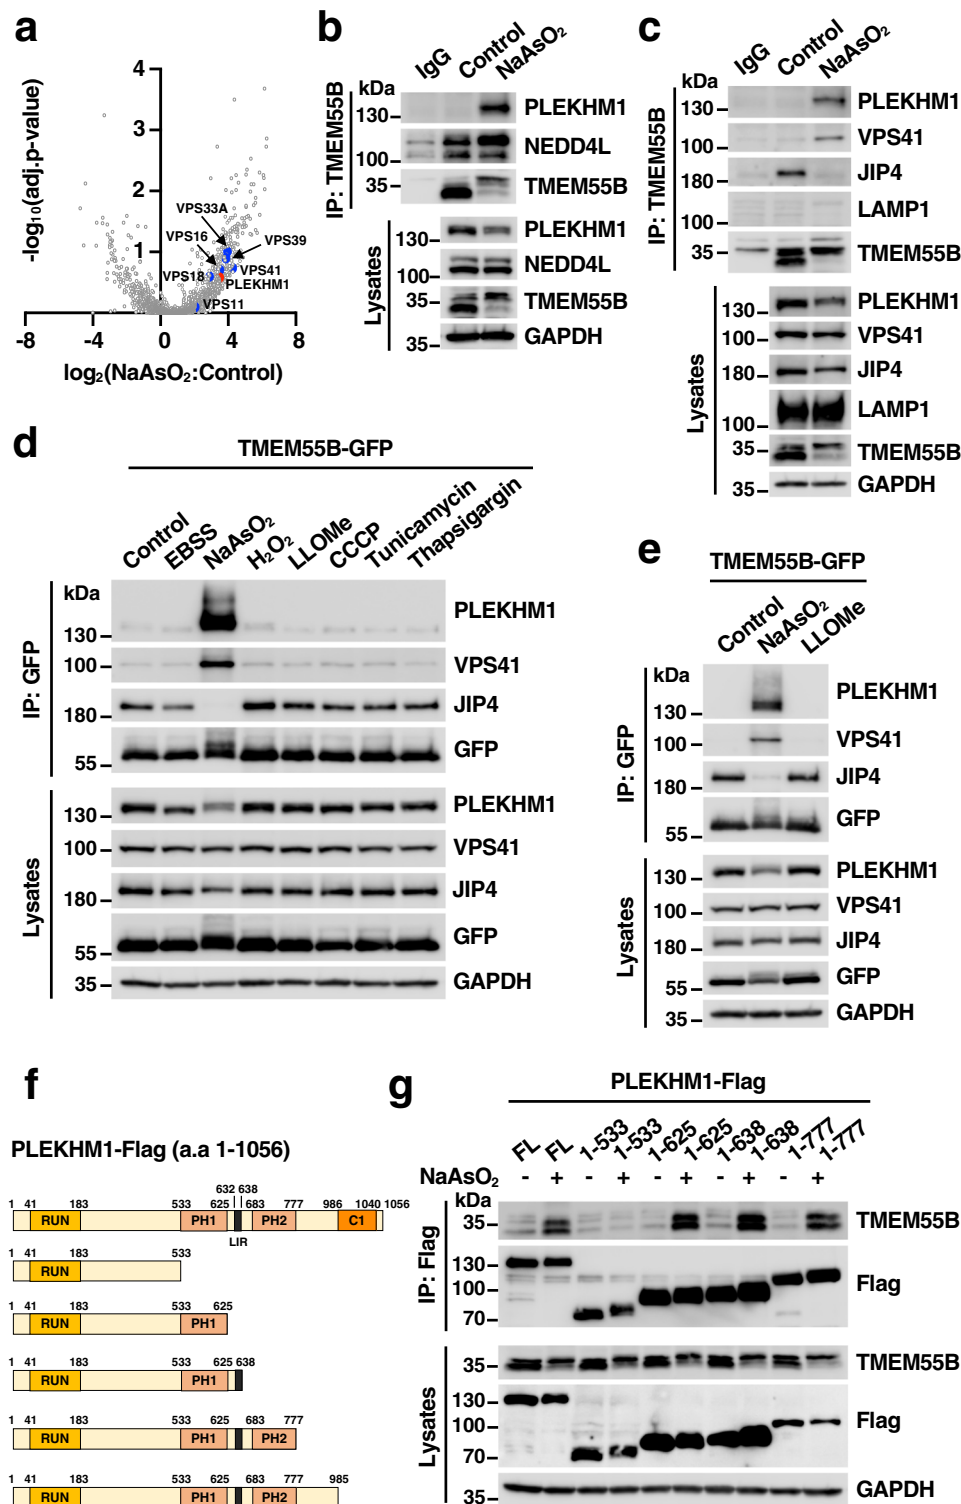 a
-log₁₀(adj.p-value)
4
3
2
1
VPS33A
VPS16
VPS39
VPS18
VPS41
PLEKHM1
VPS11
-8 -4 0 4 8
log₂(NaAsO₂:Control)
b
IgG Control NaAsO₂
kDa
IP: TMEM55B
130 PLEKHM1
100 NEDD4L
35 TMEM55B
Lysates
130 PLEKHM1
100 NEDD4L
35 TMEM55B
35 GAPDH
c
IgG Control NaAsO₂
kDa
IP: TMEM55B
130 PLEKHM1
100 VPS41
180 JIP4
100 LAMP1
35 TMEM55B
Lysates
130 PLEKHM1
100 VPS41
180 JIP4
100 LAMP1
35 TMEM55B
35 GAPDH
d
TMEM55B-GFP
Control EBSS NaAsO₂ H₂O₂ LLOMe CCCP Tunicamycin Thapsigargin
kDa
IP: GFP
130 PLEKHM1
100 VPS41
180 JIP4
55 GFP
Lysates
130 PLEKHM1
100 VPS41
180 JIP4
55 GFP
35 GAPDH
e
TMEM55B-GFP
Control NaAsO₂ LLOMe
kDa
IP: GFP
130 PLEKHM1
100 VPS41
180 JIP4
55 GFP
Lysates
130 PLEKHM1
100 VPS41
180 JIP4
55 GFP
35 GAPDH
f
PLEKHM1-Flag (a.a 1-1056)
632 638
1 41 183 533 625 683 777 986 1040 1056
RUN PH1 PH2 C1
LIR
1 41 183 533
RUN
1 41 183 533 625
RUN PH1
1 41 183 533 625 638
RUN PH1
1 41 183 533 625 683 777
RUN PH1 PH2
1 41 183 533 625 683 777 985
RUN PH1 PH2
g
PLEKHM1-Flag
FL FL 1-533 1-533 1-625 1-625 1-638 1-638 1-777 1-777
NaAsO₂ - + - + - + - + - +
kDa
IP: Flag
35 TMEM55B
130
100 Flag
70
Lysates
35 TMEM55B
130
100 Flag
70
35 GAPDH